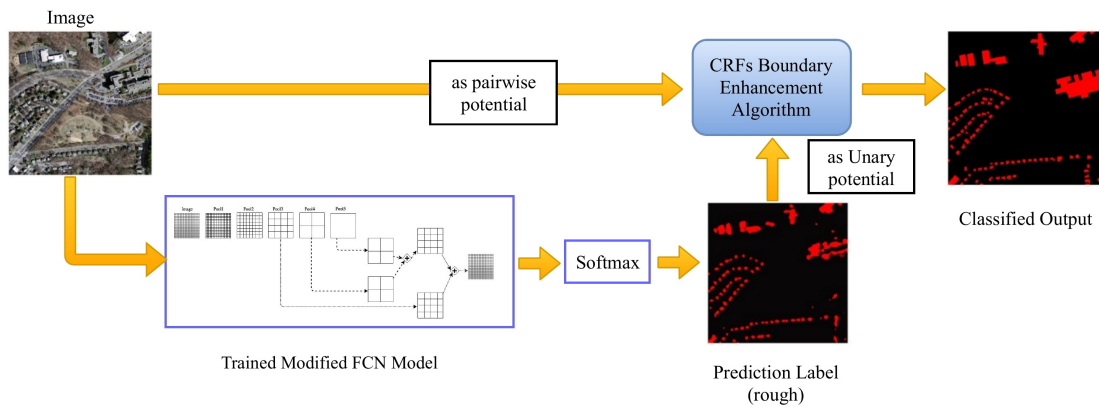 Image
as pairwise
potential
CRFs Boundary
Enhancement
Algorithm
as Unary
potential
Classified Output
Image Pool1 Pool2 Pool3 Pool4 Pool5
Softmax
Trained Modified FCN Model
Prediction Label
(rough)